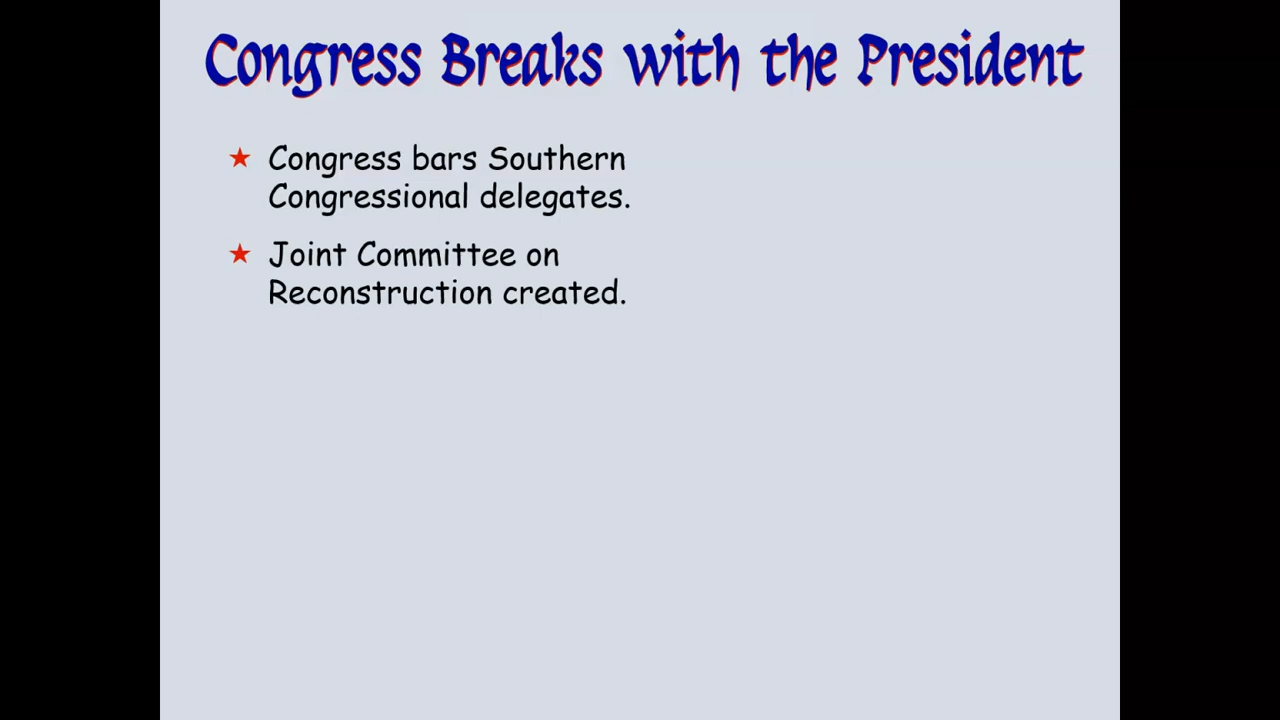 Congress Breaks with the President
★ Congress bars Southern
Congressional delegates.
★ Joint Committee on
Reconstruction created.